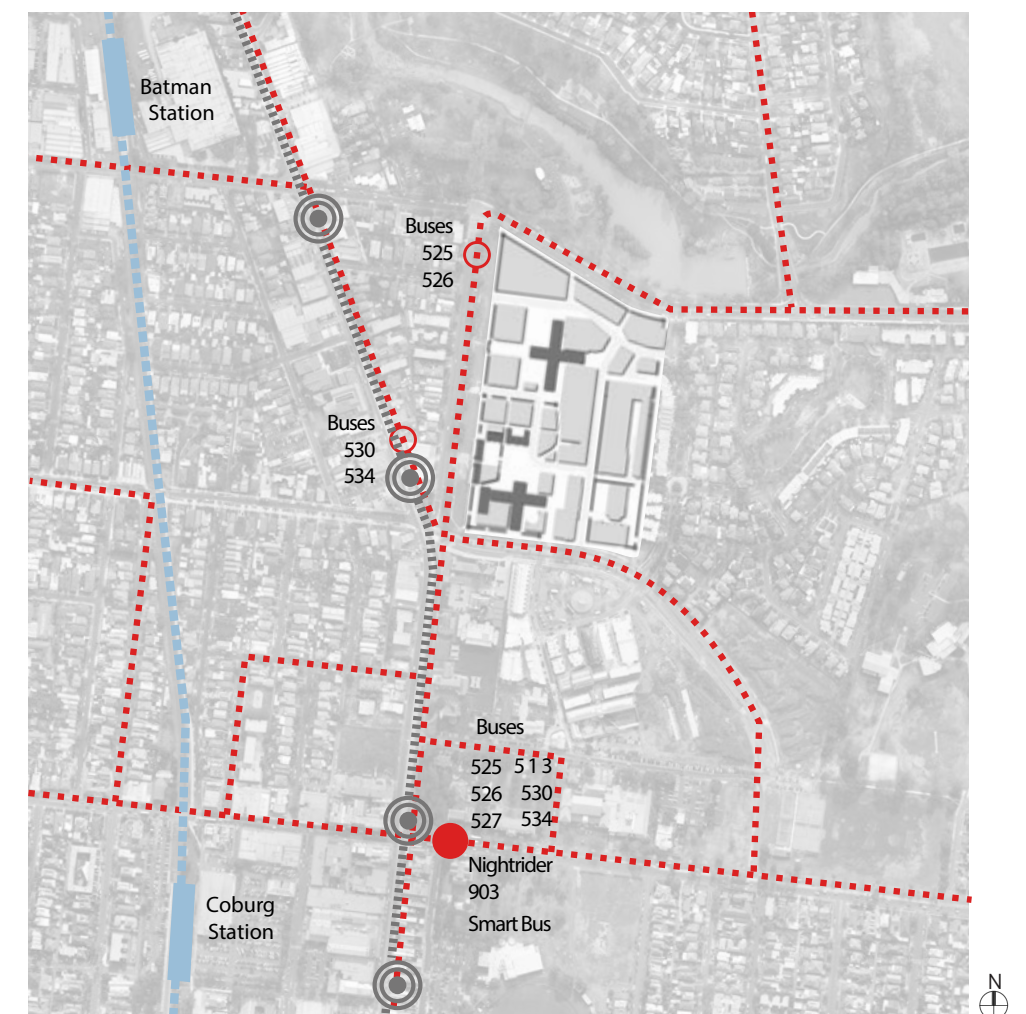 Batman
Station
Buses
525
526
Buses
530
534
Buses
525 5 1 3
526 530
527 534
Nightrider
903
Smart Bus
Coburg
Station
N